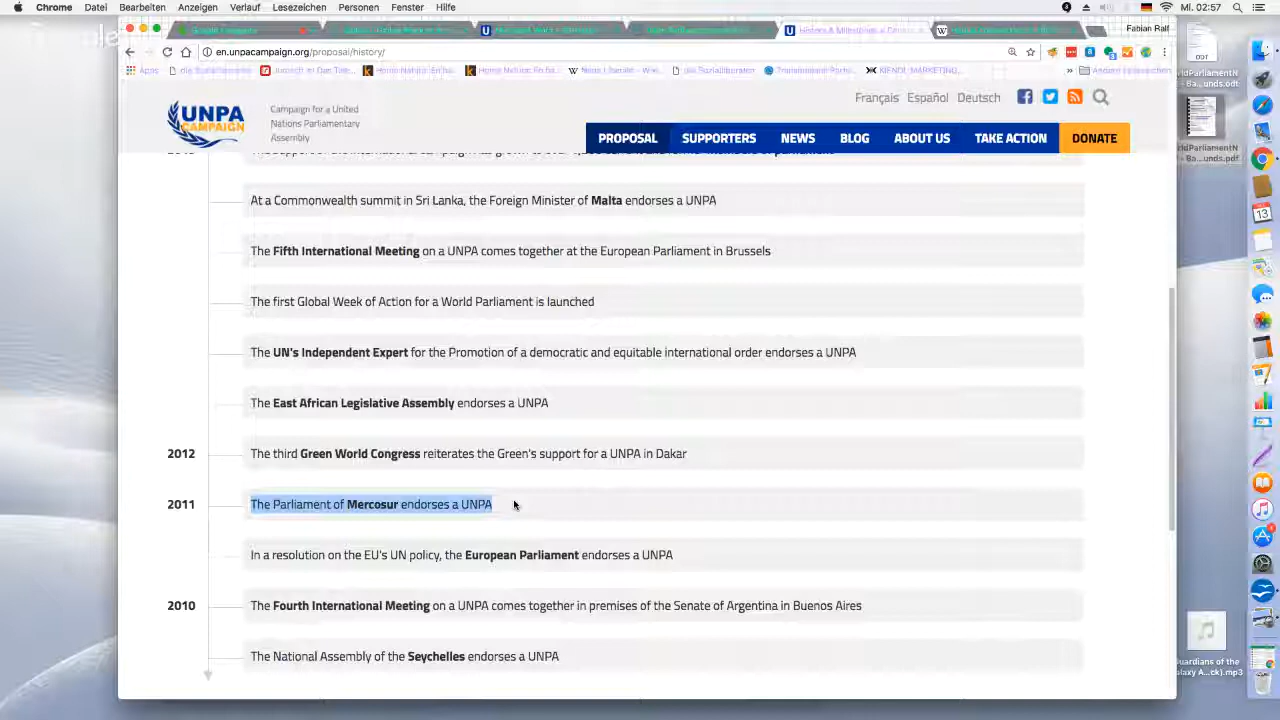 Chrome Datei Bearbeiten Anzeigen Verlauf Lesezeichen Personen Fenster Hilfe Mi. 02:57
Fabian Ralf
en.unpacampaign.org/proposal/history/
Apps
UNPA CAMPAIGN
Campaign for a United
Nations Parliamentary
Assembly
Français Español Deutsch
PROPOSAL SUPPORTERS NEWS BLOG ABOUT US TAKE ACTION DONATE
At a Commonwealth summit in Sri Lanka, the Foreign Minister of Malta endorses a UNPA
The Fifth International Meeting on a UNPA comes together at the European Parliament in Brussels
The first Global Week of Action for a World Parliament is launched
The UN's Independent Expert for the Promotion of a democratic and equitable international order endorses a UNPA
The East African Legislative Assembly endorses a UNPA
2012 The third Green World Congress reiterates the Green's support for a UNPA in Dakar
2011 The Parliament of Mercosur endorses a UNPA
In a resolution on the EU's UN policy, the European Parliament endorses a UNPA
2010 The Fourth International Meeting on a UNPA comes together in premises of the Senate of Argentina in Buenos Aires
The National Assembly of the Seychelles endorses a UNPA